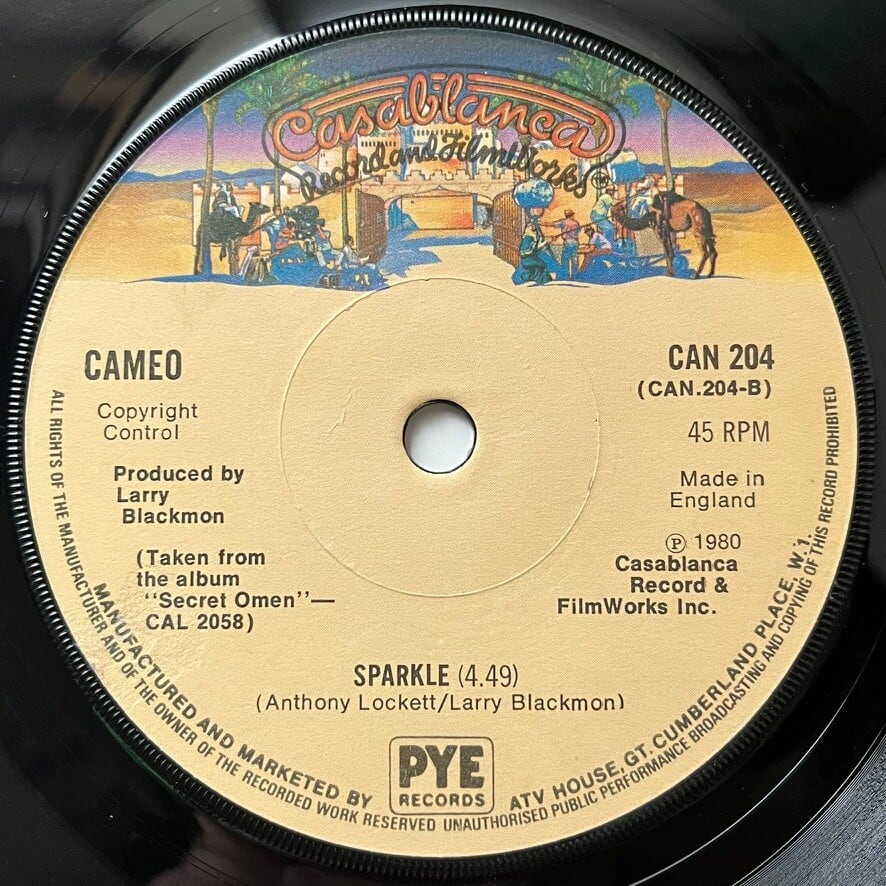 Casablanca
Record and FilmWorks ®
CAMEO
Copyright
Control
Produced by
Larry
Blackmon
(Taken from
the album
"Secret Omen"—
CAL 2058)
CAN 204
(CAN.204-B)
45 RPM
Made in
England
Ⓟ 1980
Casablanca
Record &
FilmWorks Inc.
SPARKLE (4.49)
(Anthony Lockett/Larry Blackmon)
MANUFACTURED AND MARKETED BY
PYE
RECORDS
ATV HOUSE, GT. CUMBERLAND PLACE, W.1.
ALL RIGHTS OF THE MANUFACTURER AND OF THE OWNER OF THE RECORDED WORK RESERVED UNAUTHORISED PUBLIC PERFORMANCE BROADCASTING AND COPYING OF THIS RECORD PROHIBITED